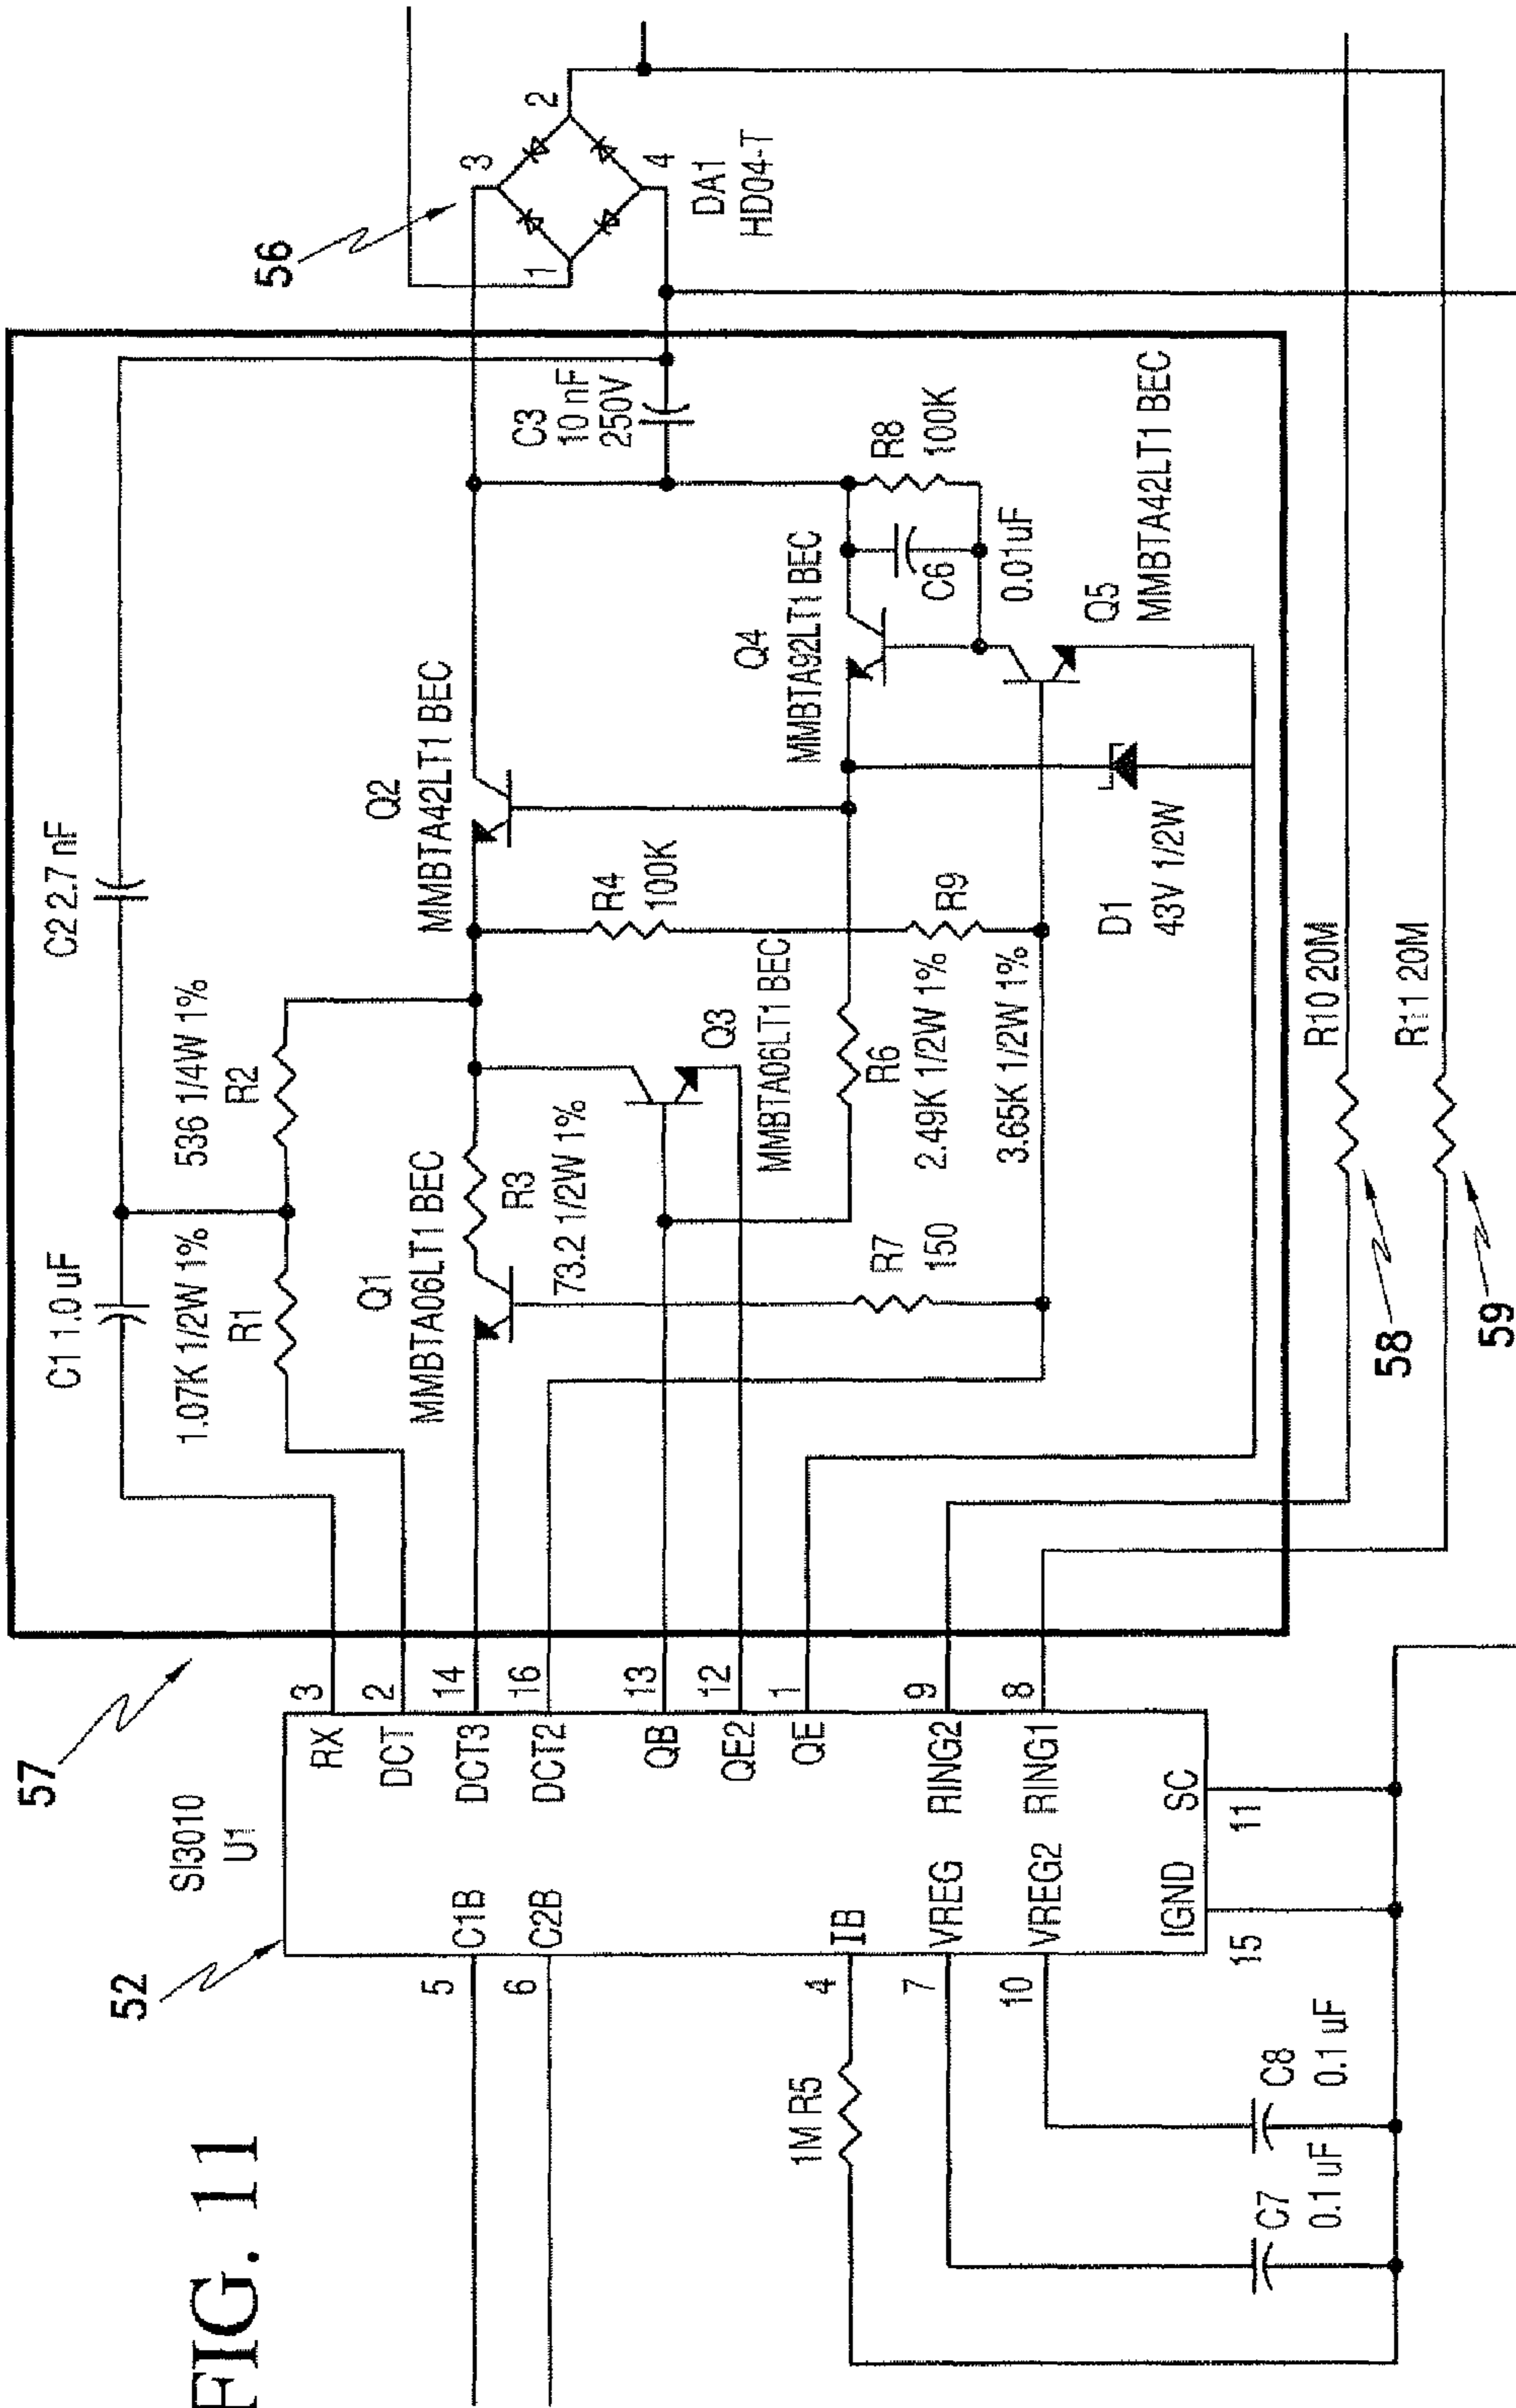 FIG. 11
52
SI3010
U1
57
C1B
5
C2B
6
IB
4
VREG
7
VREG2
10
IGND
15
SC
11
RX
3
DCT
2
DCT3
14
DCT2
16
QB
13
QE2
12
QE
1
RING2
9
RING1
8
1M R5
C7
0.1 uF
C8
0.1 uF
C1 1.0 uF
C2 2.7 nF
1.07K 1/2W 1%
R1
536 1/4W 1%
R2
Q1
MMBTA06LT1 BEC
R3
73.2 1/2W 1%
Q2
MMBTA42LT1 BEC
Q3
MMBTA06LT1 BEC
R4
100K
R6
2.49K 1/2W 1%
R9
3.65K 1/2W 1%
R7
150
Q4
MMBTA92LT1 BEC
C3
10 nF
250V
R8
100K
C6
0.01uF
Q5
MMBTA42LT1 BEC
D1
43V 1/2W
56
3
2
1
4
DA1
HD04-T
R10 20M
58
R11 20M
59